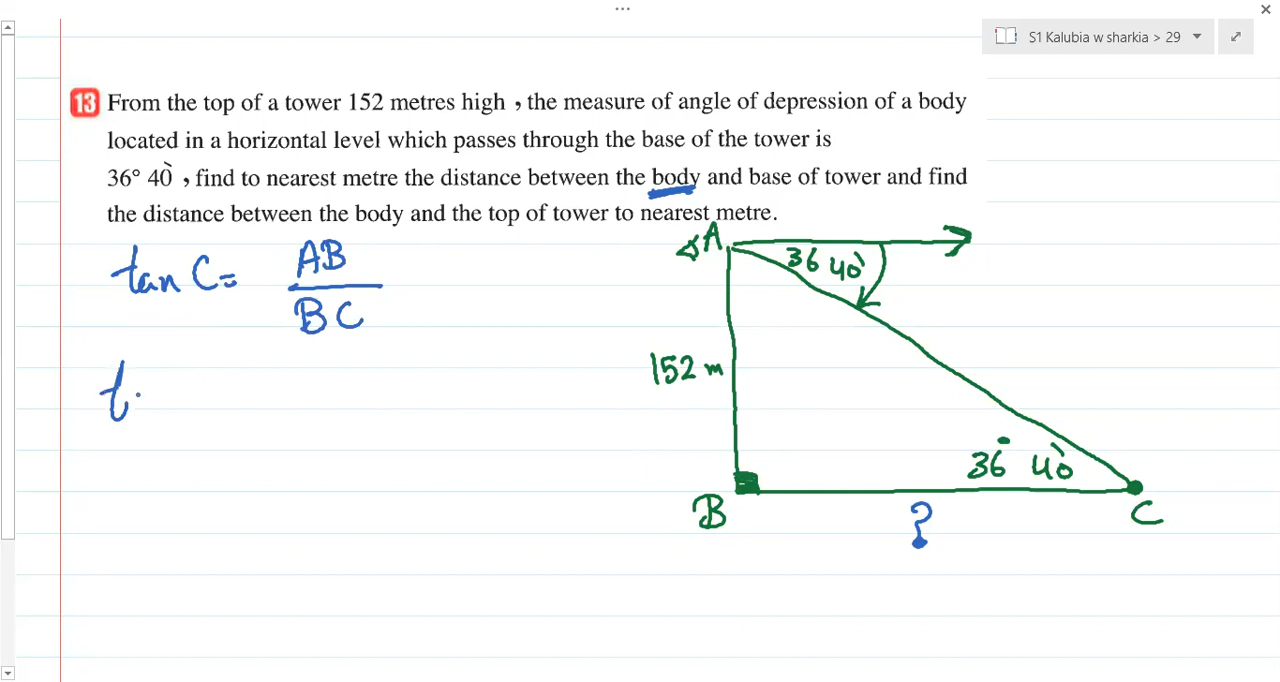 ...
S1 Kalubia w sharkia > 29
13 From the top of a tower 152 metres high , the measure of angle of depression of a body
located in a horizontal level which passes through the base of the tower is
36° 40̀ , find to nearest metre the distance between the body and base of tower and find
the distance between the body and the top of tower to nearest metre.
tan C = AB
BC
t
A
36 40̀
152 m
36° 40̀
B
?
C